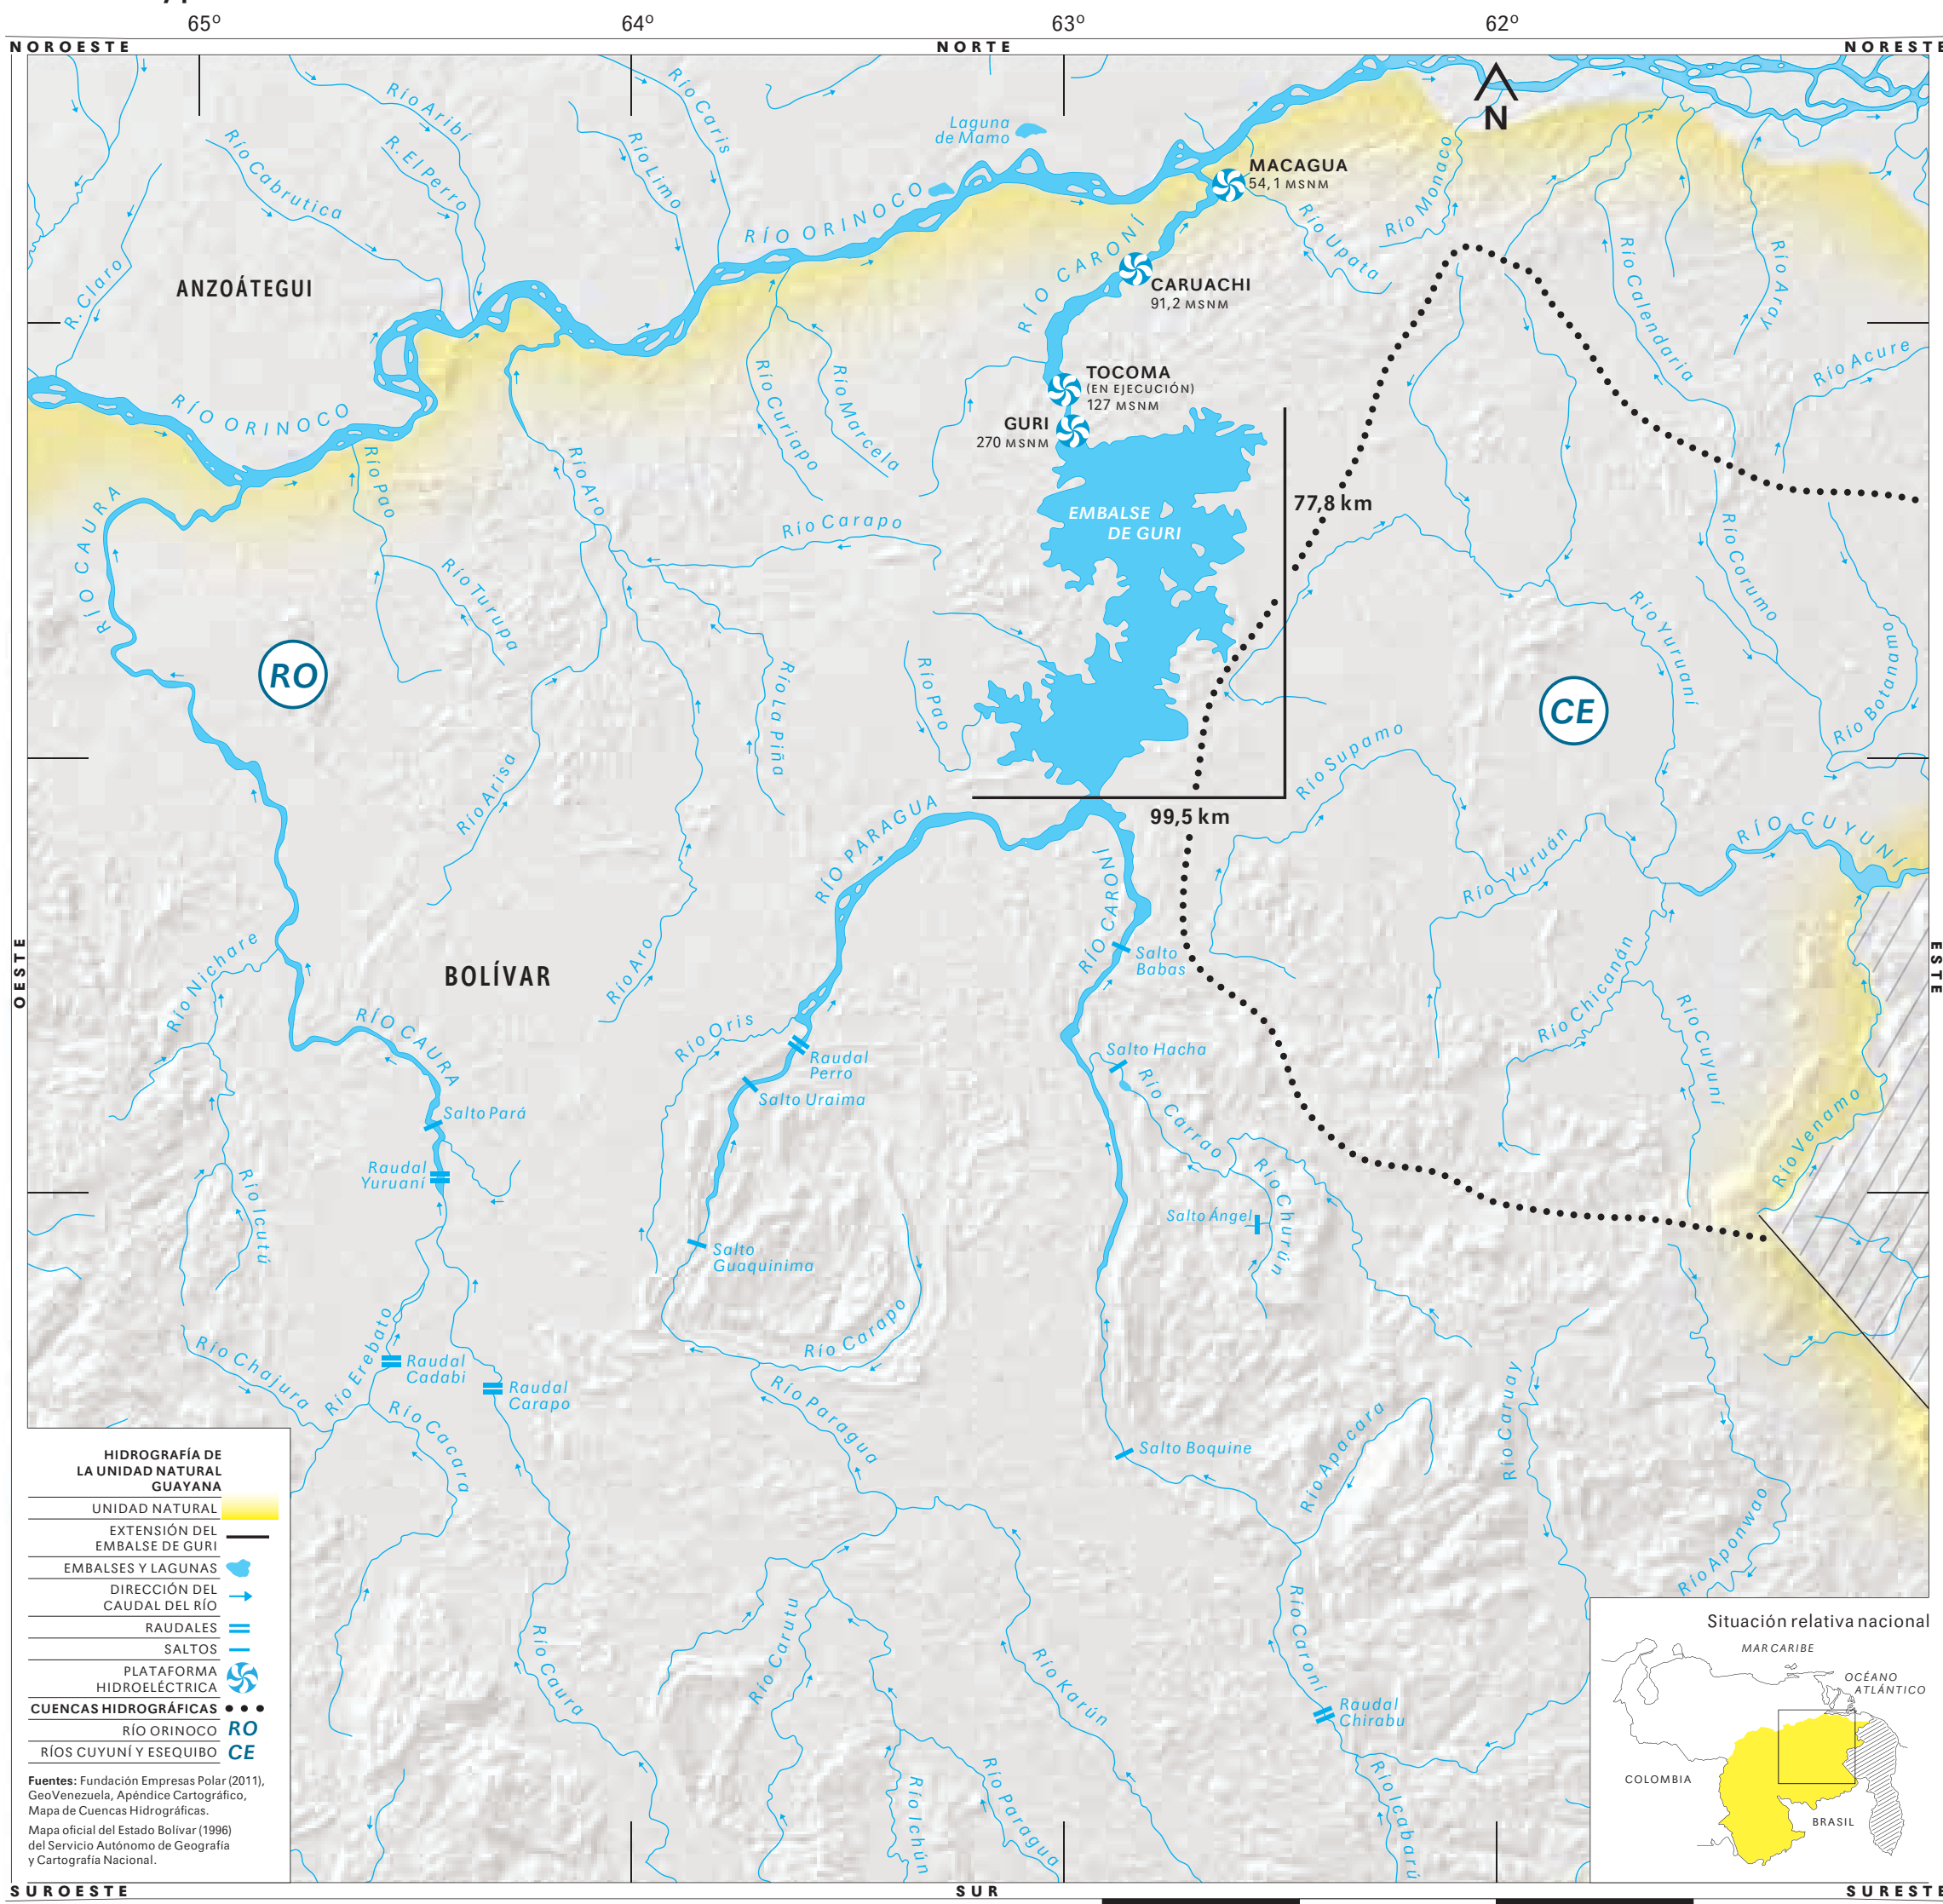 65º
64º
63º
62º
NOROESTE
NORTE
NORESTE
N
Río Aribí
Río Caris
R. El Perro
Río Cabrutica
Río Limo
Laguna
de Mamo
RÍO ORINOCO
MACAGUA
54,1 MSNM
Río Monaco
Río Upata
R. Claro
ANZOÁTEGUI
RÍO CARONÍ
CARUACHI
91,2 MSNM
Río Calendaria
Río Aray
Río Acure
TOCOMA
(EN EJECUCIÓN)
127 MSNM
GURI
270 MSNM
Río Curiapo
Río Marcela
RÍO ORINOCO
Río Pao
Río Aro
RÍO CAURA
Río Carapo
EMBALSE
DE GURI
77,8 km
Río Corumo
Río Turupa
Río Yuruaní
Río Botanamo
RO
Río La Piña
Río Pao
CE
Río Supamo
Río Arisa
RÍO PARAGUA
99,5 km
RÍO CUYUNÍ
Río Yuruán
RÍO CARONÍ
Salto
Babas
Río Nichare
BOLÍVAR
Río Aro
Río Chicanán
Río Cuyuní
OESTE
ESTE
RÍO CAURA
Río Oris
Raudal
Perro
Salto Uraima
Salto Hacha
Río Carrao
Salto Pará
Río Venamo
Raudal
Yuruaní
Río Icutú
Río Churún
Salto Ángel
Salto
Guaquinima
Río Carapo
Río Chajura
Río Erebato
Raudal
Cadabi
Raudal
Carapo
Río Cacara
Río Paragua
Salto Boquine
Río Apacara
Río Caruay
Río Aponwao
Río Caura
Río Carutu
Río Karún
Río Caroní
Raudal
Chirabu
Río Ichún
Río Paragua
Río Icabarú
HIDROGRAFÍA DE
LA UNIDAD NATURAL
GUAYANA
UNIDAD NATURAL
EXTENSIÓN DEL
EMBALSE DE GURI
EMBALSES Y LAGUNAS
DIRECCIÓN DEL
CAUDAL DEL RÍO
RAUDALES
SALTOS
PLATAFORMA
HIDROELÉCTRICA
CUENCAS HIDROGRÁFICAS
RÍO ORINOCO RO
RÍOS CUYUNÍ Y ESEQUIBO CE
Fuentes: Fundación Empresas Polar (2011),
GeoVenezuela, Apéndice Cartográfico,
Mapa de Cuencas Hidrográficas.
Mapa oficial del Estado Bolívar (1996)
del Servicio Autónomo de Geografía
y Cartografía Nacional.
Situación relativa nacional
MAR CARIBE
OCÉANO
ATLÁNTICO
COLOMBIA
BRASIL
SUROESTE
SUR
SURESTE